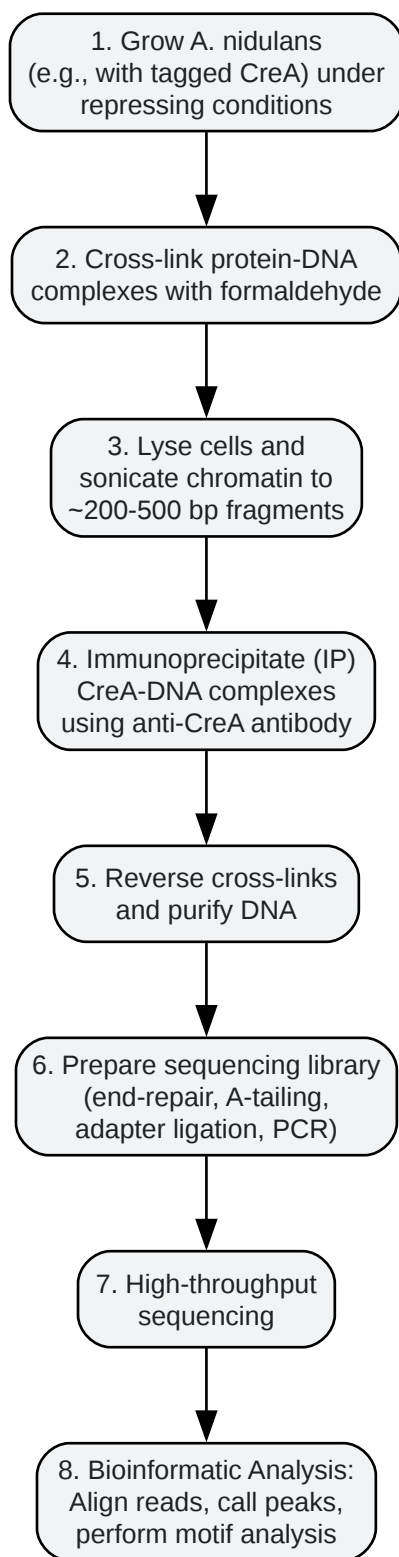 1. Grow A. nidulans
(e.g., with tagged CreA) under
repressing conditions
2. Cross-link protein-DNA
complexes with formaldehyde
3. Lyse cells and
sonicate chromatin to
~200-500 bp fragments
4. Immunoprecipitate (IP)
CreA-DNA complexes
using anti-CreA antibody
5. Reverse cross-links
and purify DNA
6. Prepare sequencing library
(end-repair, A-tailing,
adapter ligation, PCR)
7. High-throughput
sequencing
8. Bioinformatic Analysis:
Align reads, call peaks,
perform motif analysis